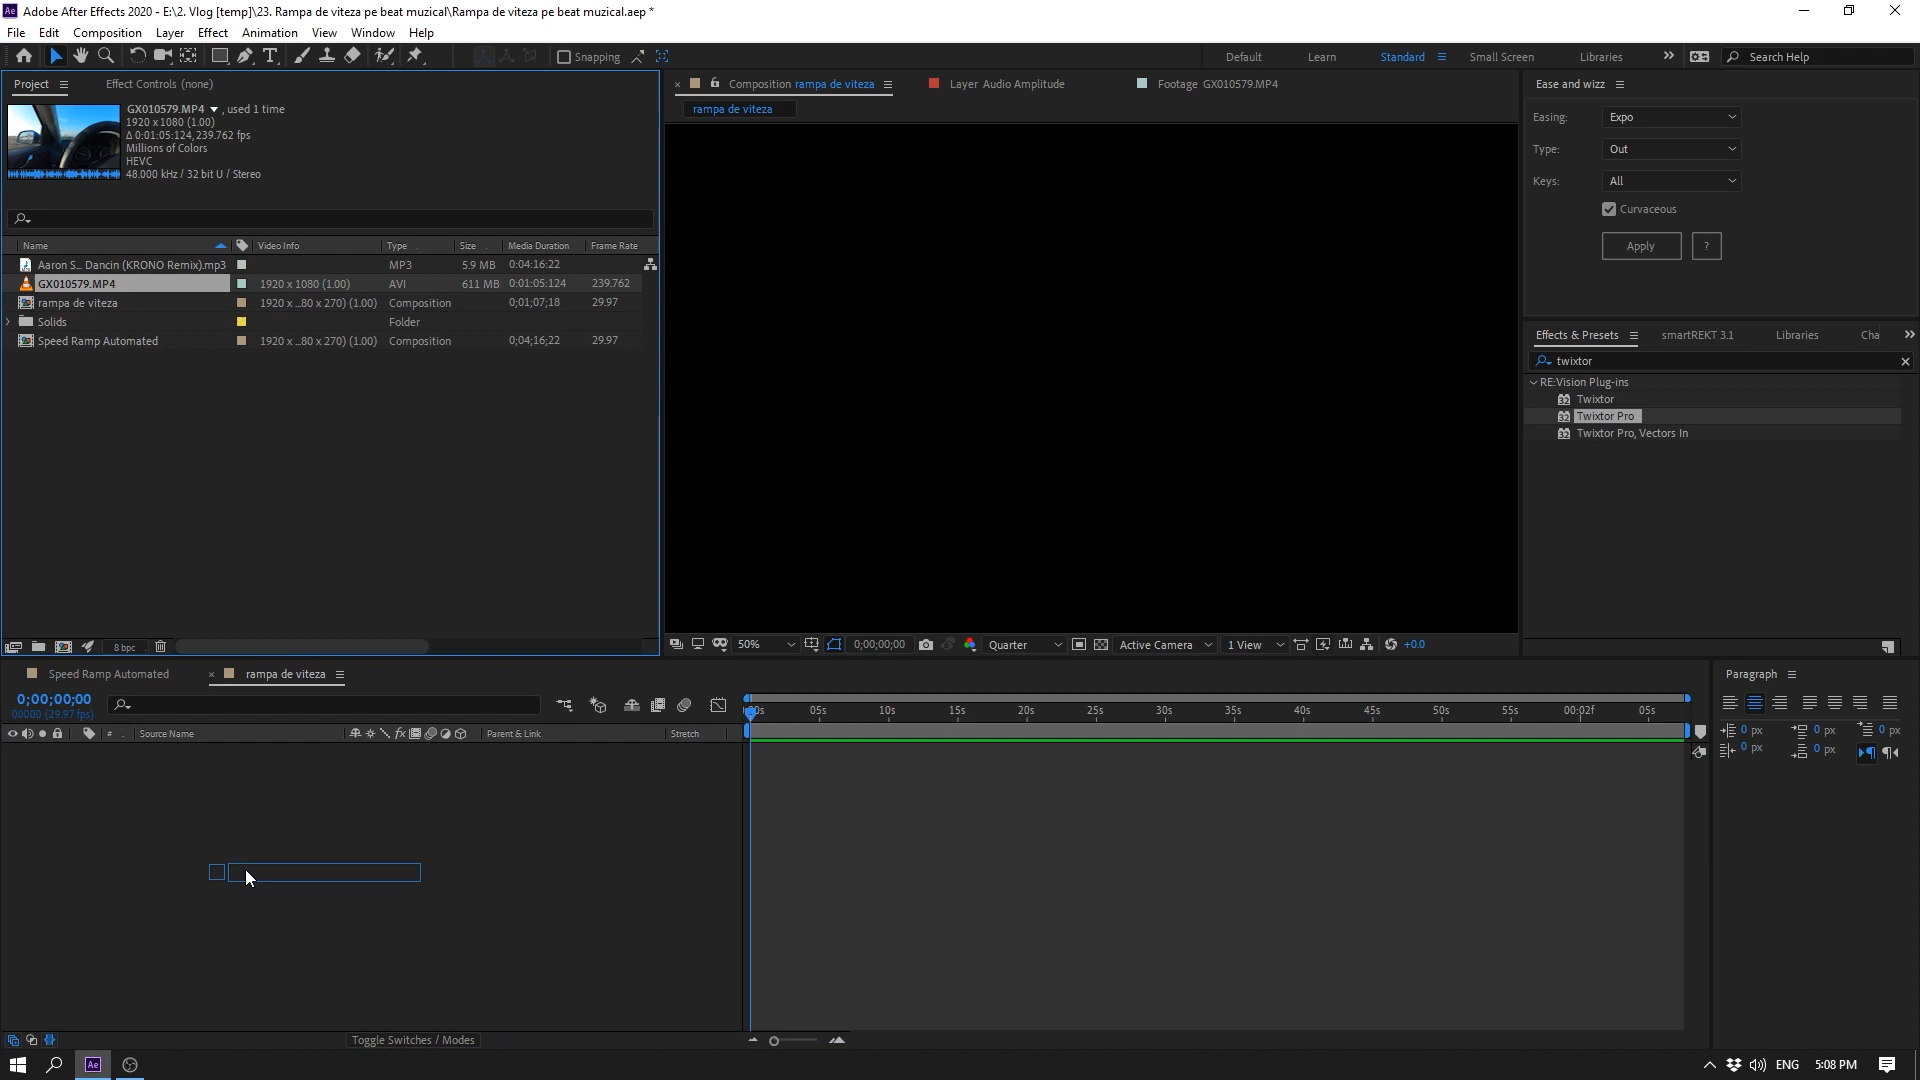 Adobe After Effects 2020 - E:\2. Vlog [temp]\23. Rampa de viteza pe beat muzical\Rampa de viteza pe beat muzical.aep *
File Edit Composition Layer Effect Animation View Window Help
Snapping
Default Learn Standard Small Screen Libraries Search Help
Project Effect Controls (none)
GX010579.MP4 , used 1 time
1920 x 1080 (1.00)
Δ 0:01:05:124, 239.762 fps
Millions of Colors
HEVC
48.000 kHz / 32 bit U / Stereo
Name Video Info Type Size Media Duration Frame Rate
Aaron S... Dancin (KRONO Remix).mp3 MP3 5.9 MB 0:04:16:22
GX010579.MP4 1920 x 1080 (1.00) AVI 611 MB 0:01:05:124 239.762
rampa de viteza 1920 x ...80 x 270) (1.00) Composition 0;01;07;18 29.97
Solids Folder
Speed Ramp Automated 1920 x ...80 x 270) (1.00) Composition 0;04;16;22 29.97
8 bpc
Composition rampa de viteza Layer Audio Amplitude Footage GX010579.MP4
rampa de viteza
50% 0;00;00;00 Quarter Active Camera 1 View +0.0
Ease and wizz
Easing: Expo
Type: Out
Keys: All
Curvaceous
Apply ?
Effects & Presets smartREKT 3.1 Libraries Cha
twixtor
RE:Vision Plug-ins
32 Twixtor
32 Twixtor Pro
32 Twixtor Pro, Vectors In
Speed Ramp Automated rampa de viteza
0;00;00;00
00000 (29.97 fps)
# Source Name fx Parent & Link Stretch
00s 05s 10s 15s 20s 25s 30s 35s 40s 45s 50s 55s 00:02f 05s
Toggle Switches / Modes
Paragraph
0 px 0 px 0 px
0 px 0 px
Ae ENG 5:08 PM